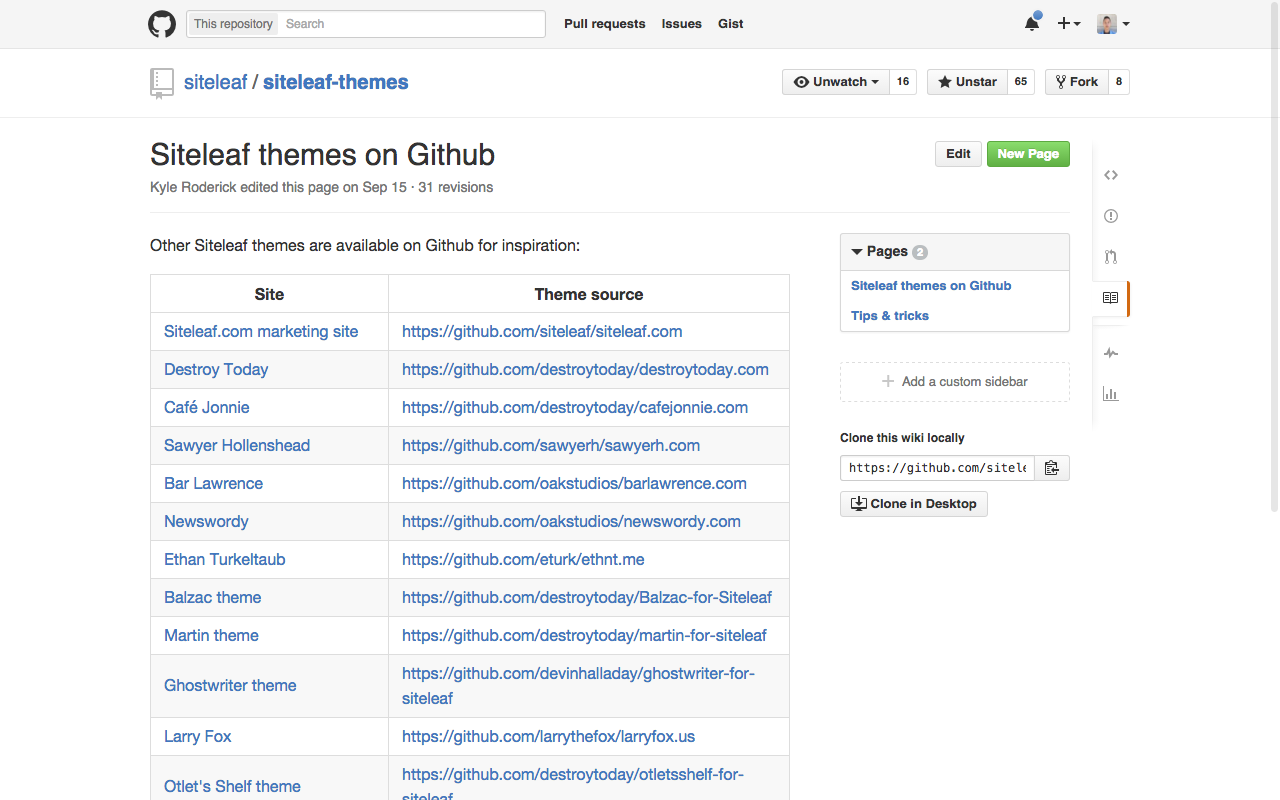 This repository Search Pull requests Issues Gist
siteleaf / siteleaf-themes Unwatch 16 Unstar 65 Fork 8
Siteleaf themes on Github
Edit New Page
Kyle Roderick edited this page on Sep 15 · 31 revisions
Other Siteleaf themes are available on Github for inspiration:
Site Theme source
Siteleaf.com marketing site https://github.com/siteleaf/siteleaf.com
Destroy Today https://github.com/destroytoday/destroytoday.com
Café Jonnie https://github.com/destroytoday/cafejonnie.com
Sawyer Hollenshead https://github.com/sawyerh/sawyerh.com
Bar Lawrence https://github.com/oakstudios/barlawrence.com
Newswordy https://github.com/oakstudios/newswordy.com
Ethan Turkeltaub https://github.com/eturk/ethnt.me
Balzac theme https://github.com/destroytoday/Balzac-for-Siteleaf
Martin theme https://github.com/destroytoday/martin-for-siteleaf
Ghostwriter theme https://github.com/devinhalladay/ghostwriter-for-
siteleaf
Larry Fox https://github.com/larrythefox/larryfox.us
Otlet's Shelf theme https://github.com/destroytoday/otletsshelf-for-
siteleaf
Pages 2
Siteleaf themes on Github
Tips & tricks
Add a custom sidebar
Clone this wiki locally
https://github.com/sitele
Clone in Desktop